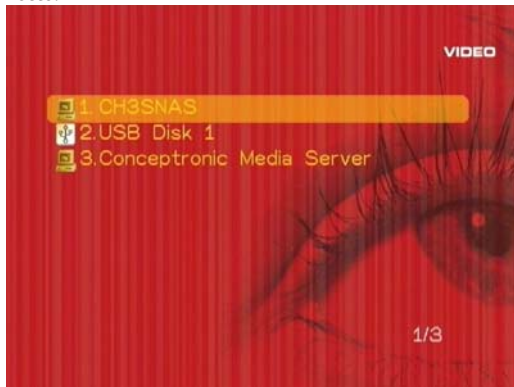 VIDEO
1. CH3SNAS
2.USB Disk 1
3.Conceptronic Media Server
1/3